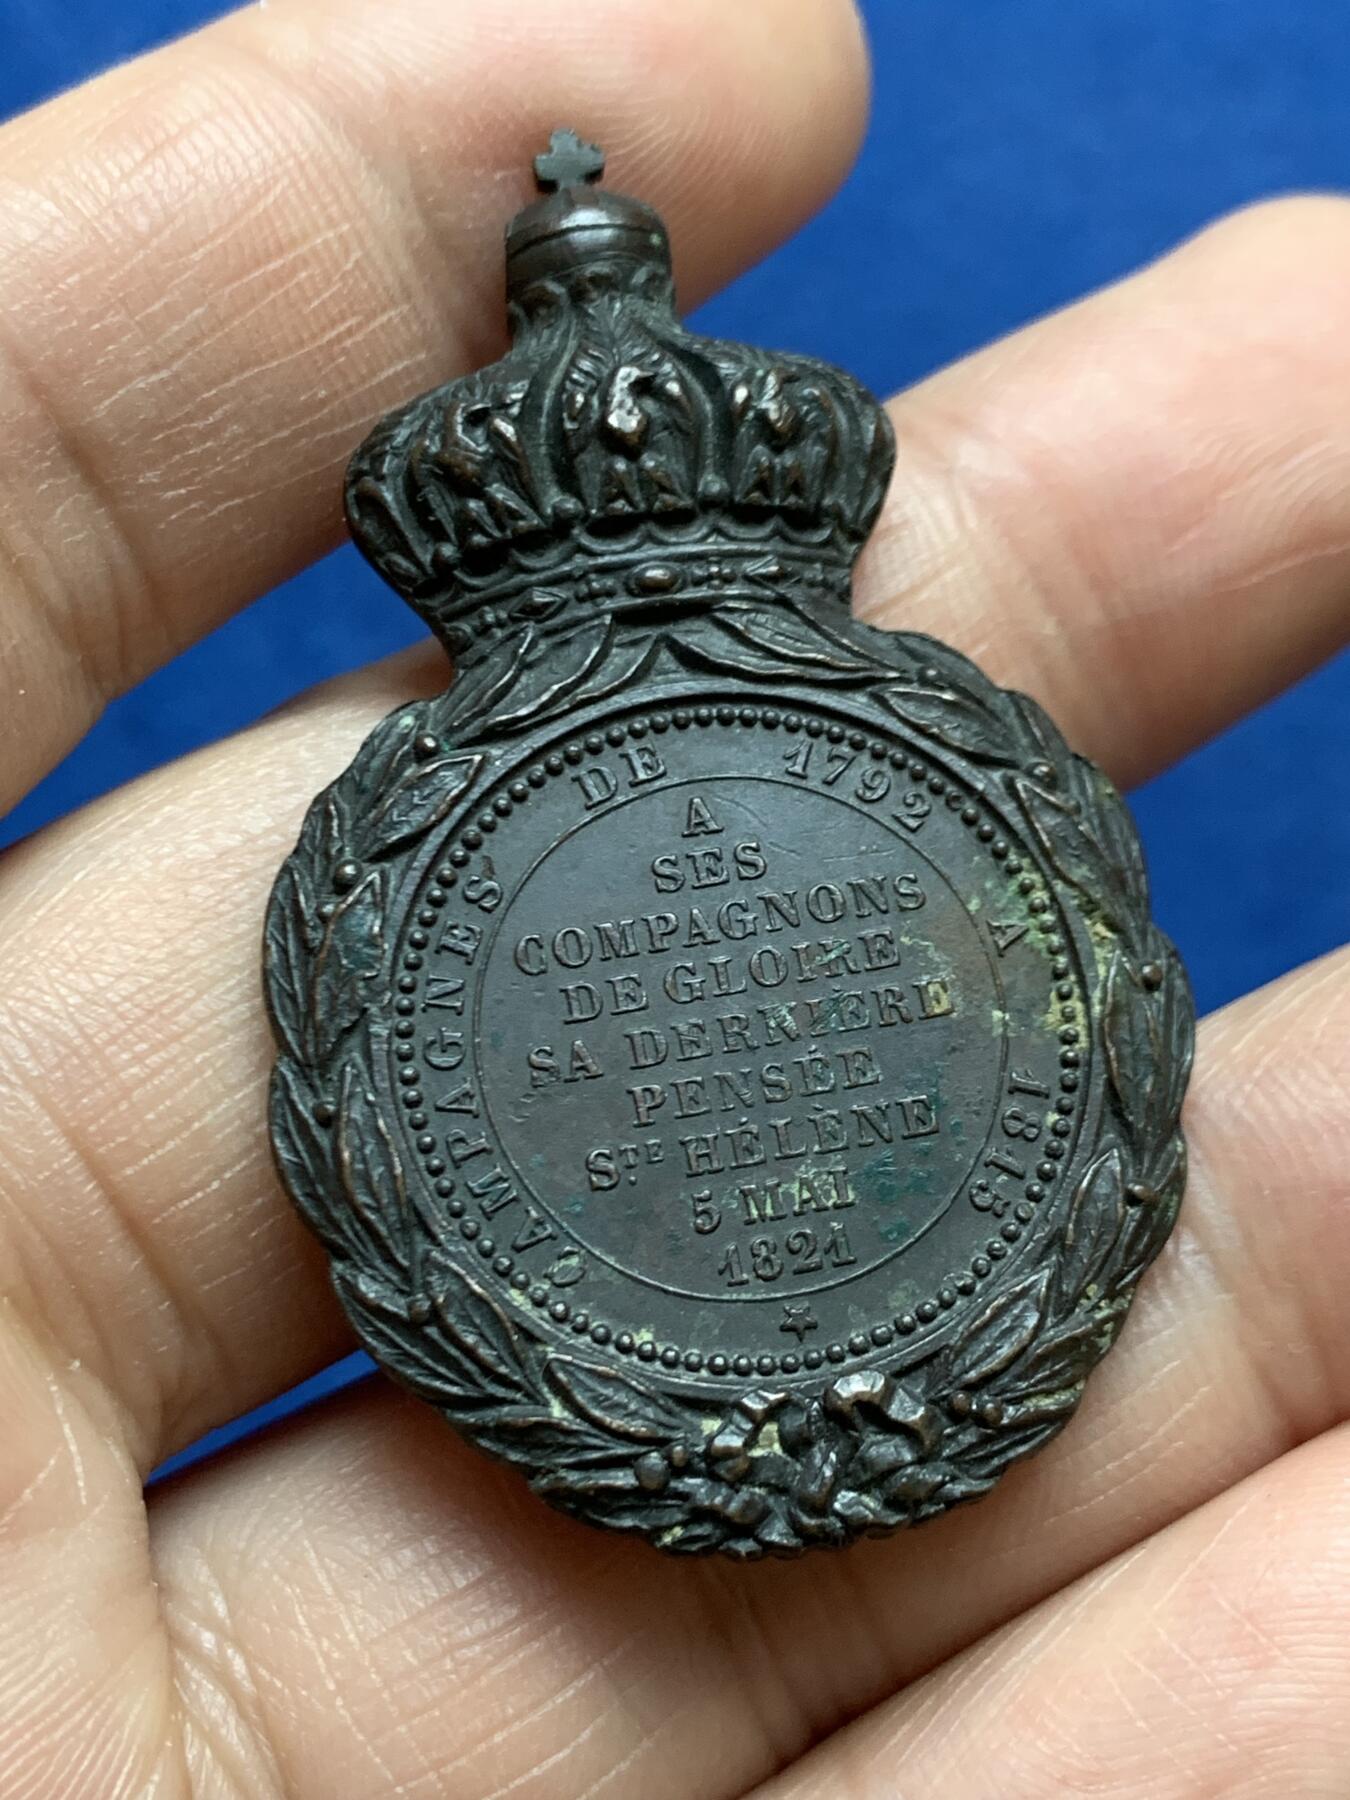 CAMPAGNES DE 1792 A 1815
A
SES
COMPAGNONS
DE GLOIRE
SA DERNIÈRE
PENSÉE
STE HÉLÈNE
5 MAI
1821